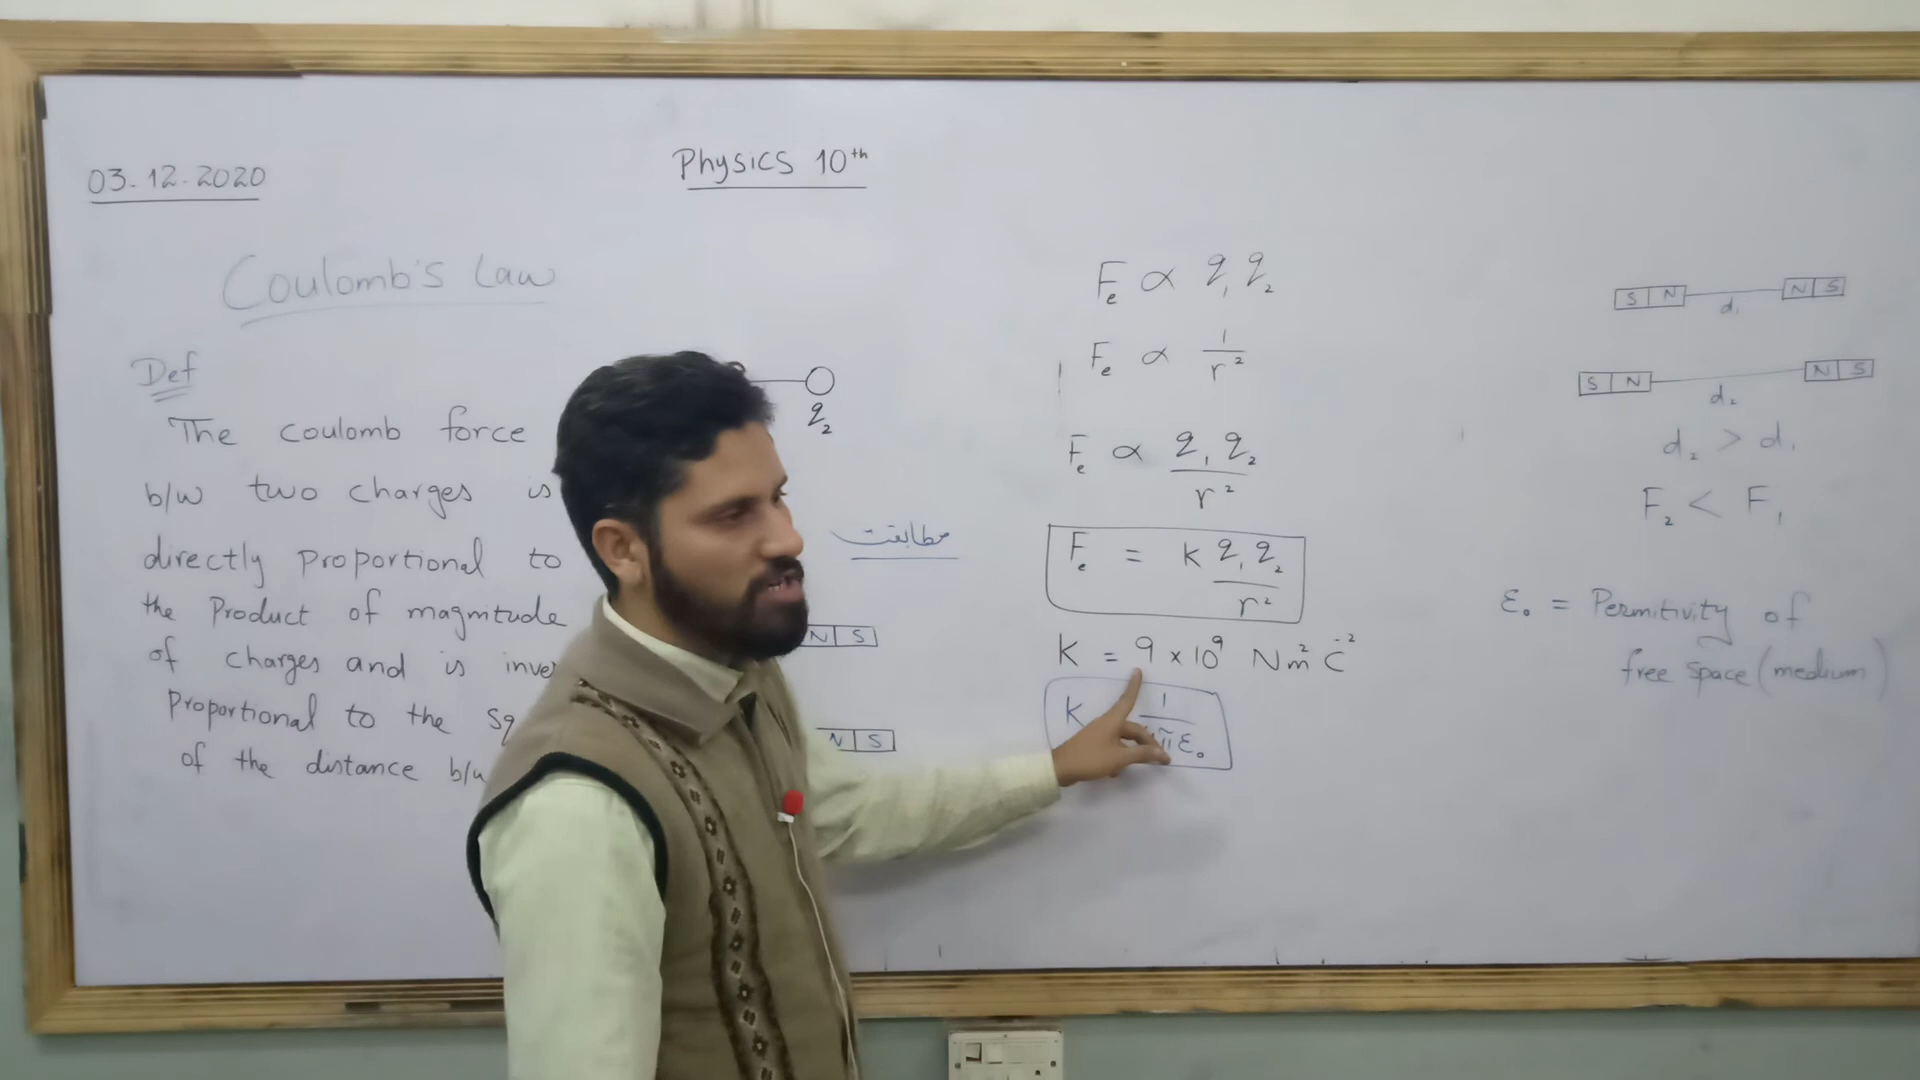 03.12.2020
Physics 10th
Coulomb's Law
Def
The coulomb force
b/w two charges is
directly proportional to
the Product of magnitude
of charges and is
Proportional to the
of the distance
q₂
مطابقت
N S
N S
Fₑ ∝ q₁ q₂
Fₑ ∝ 1/r²
Fₑ ∝ q₁ q₂/r²
Fₑ = K q₁ q₂/r²
K = 9 × 10⁹ Nm² C⁻²
K 1/πε₀
S N d₁ N S
S N d₂ N S
d₂ > d₁
F₂ < F₁
ε₀ = Permitivity of
free space (medium)